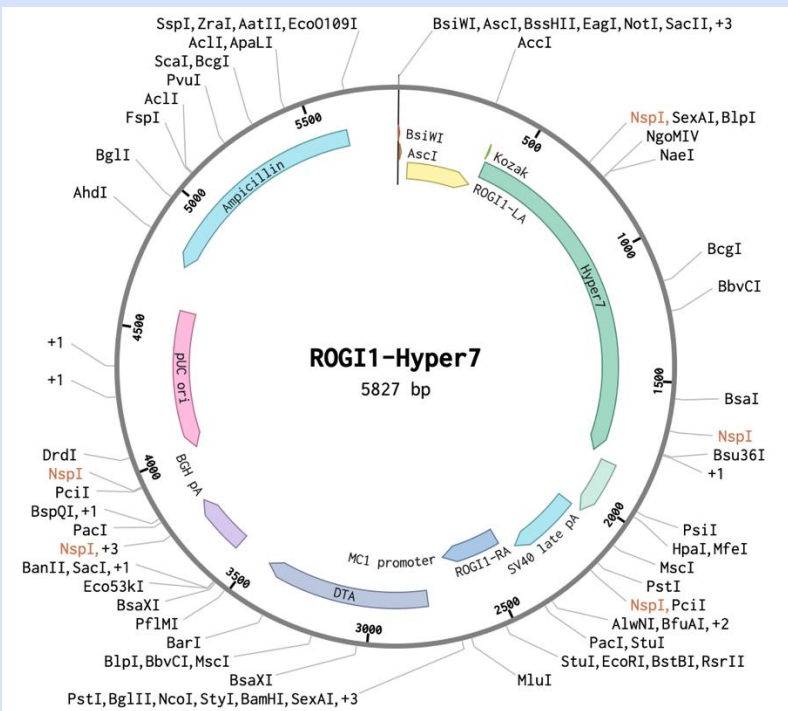 SspI,ZraI,AatII,EcoO109I
BsiWI,AscI,BssHII,EagI,NotI,SacII,+3
AclI,ApaLI
AccI
ScaI,BcgI
PvuI
AclI
FspI
BglI
AhdI
NspI,SexAI,BlpI
NgoMIV
NaeI
BcgI
BbvCI
BsaI
NspI
Bsu36I
+1
PsiI
HpaI,MfeI
MscI
PstI
NspI,PciI
AlwNI,BfuAI,+2
PacI,StuI
StuI,EcoRI,BstBI,RsrII
MluI
+1
+1
DrdI
NspI
PciI
BspQI,+1
PacI
NspI,+3
BanII,SacI,+1
Eco53kI
BsaXI
PflMI
BarI
BlpI,BbvCI,MscI
BsaXI
PstI,BglII,NcoI,StyI,BamHI,SexAI,+3
500
1000
1500
2000
2500
3000
3500
4000
4500
5000
5500
BsiWI
AscI
Kozak
ROGI1-LA
Hyper7
SV40 late pA
ROGI1-RA
MC1 promoter
DTA
BGH pA
pUC ori
Ampicillin
ROGI1-Hyper7
5827 bp